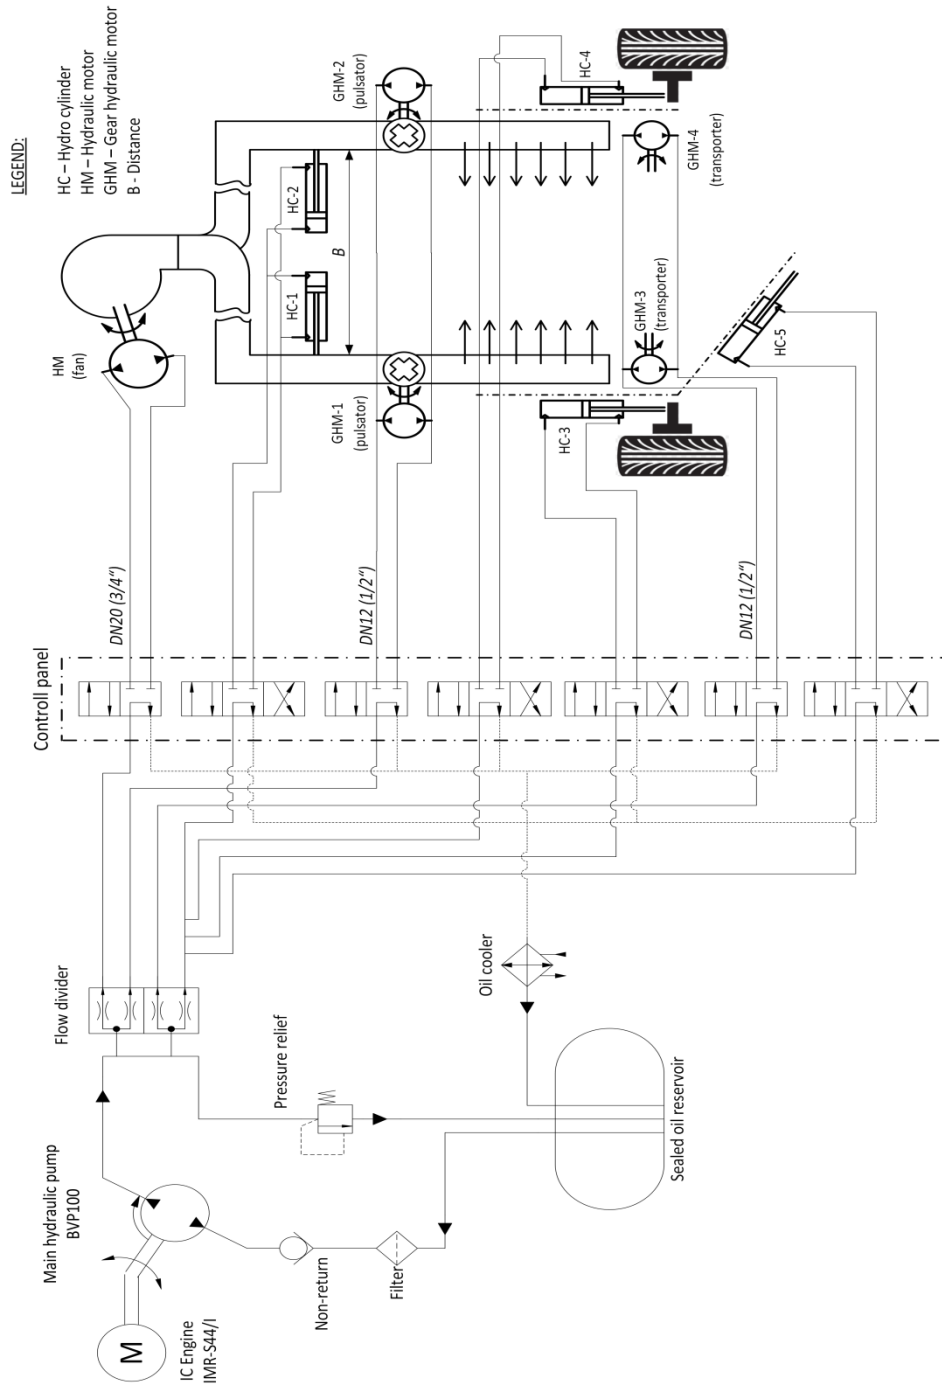 LEGEND:
HC – Hydro cylinder
HM – Hydraulic motor
GHM – Gear hydraulic motor
B - Distance
Main hydraulic pump
BVP100
IC Engine
IMR-S44/I
M
Non-return
Filter
Flow divider
Pressure relief
Sealed oil reservoir
Oil cooler
Controll panel
DN20 (3/4“)
DN12 (1/2“)
DN12 (1/2“)
HM
(fan)
HC-1
HC-2
B
GHM-1
(pulsator)
GHM-2
(pulsator)
HC-3
HC-4
GHM-3
(transporter)
GHM-4
(transporter)
HC-5